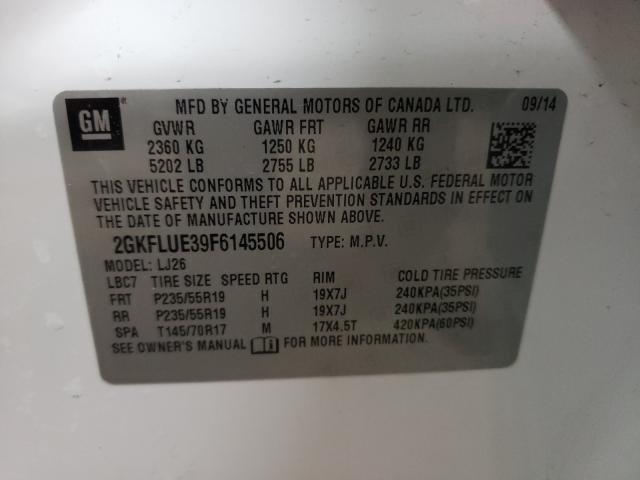 GM
MFD BY GENERAL MOTORS OF CANADA LTD. 09/14
GVWR GAWR FRT GAWR RR
2360 KG 1250 KG 1240 KG
5202 LB 2755 LB 2733 LB
THIS VEHICLE CONFORMS TO ALL APPLICABLE U.S. FEDERAL MOTOR
VEHICLE SAFETY AND THEFT PREVENTION STANDARDS IN EFFECT ON
THE DATE OF MANUFACTURE SHOWN ABOVE.
2GKFLUE39F6145506 TYPE: M.P.V.
MODEL: LJ26
LBC7 TIRE SIZE SPEED RTG RIM COLD TIRE PRESSURE
FRT P235/55R19 H 19X7J 240KPA(35PSI)
RR P235/55R19 H 19X7J 240KPA(35PSI)
SPA T145/70R17 M 17X4.5T 420KPA(60PSI)
SEE OWNER'S MANUAL FOR MORE INFORMATION.